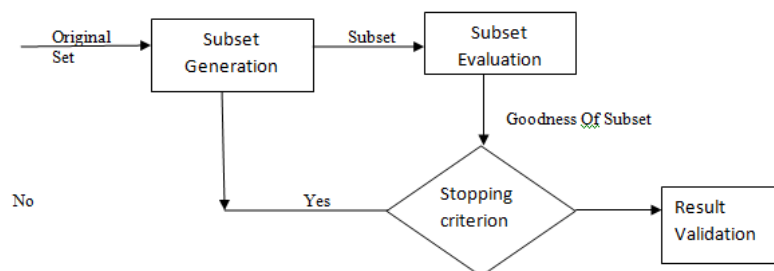 Original
Set
Subset
Generation
Subset
Subset
Evaluation
Goodness Of Subset
No
Yes
Stopping
criterion
Result
Validation